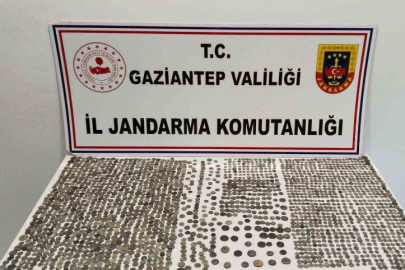 T.C.
GAZİANTEP VALİLİĞİ
İL JANDARMA KOMUTANLIĞI